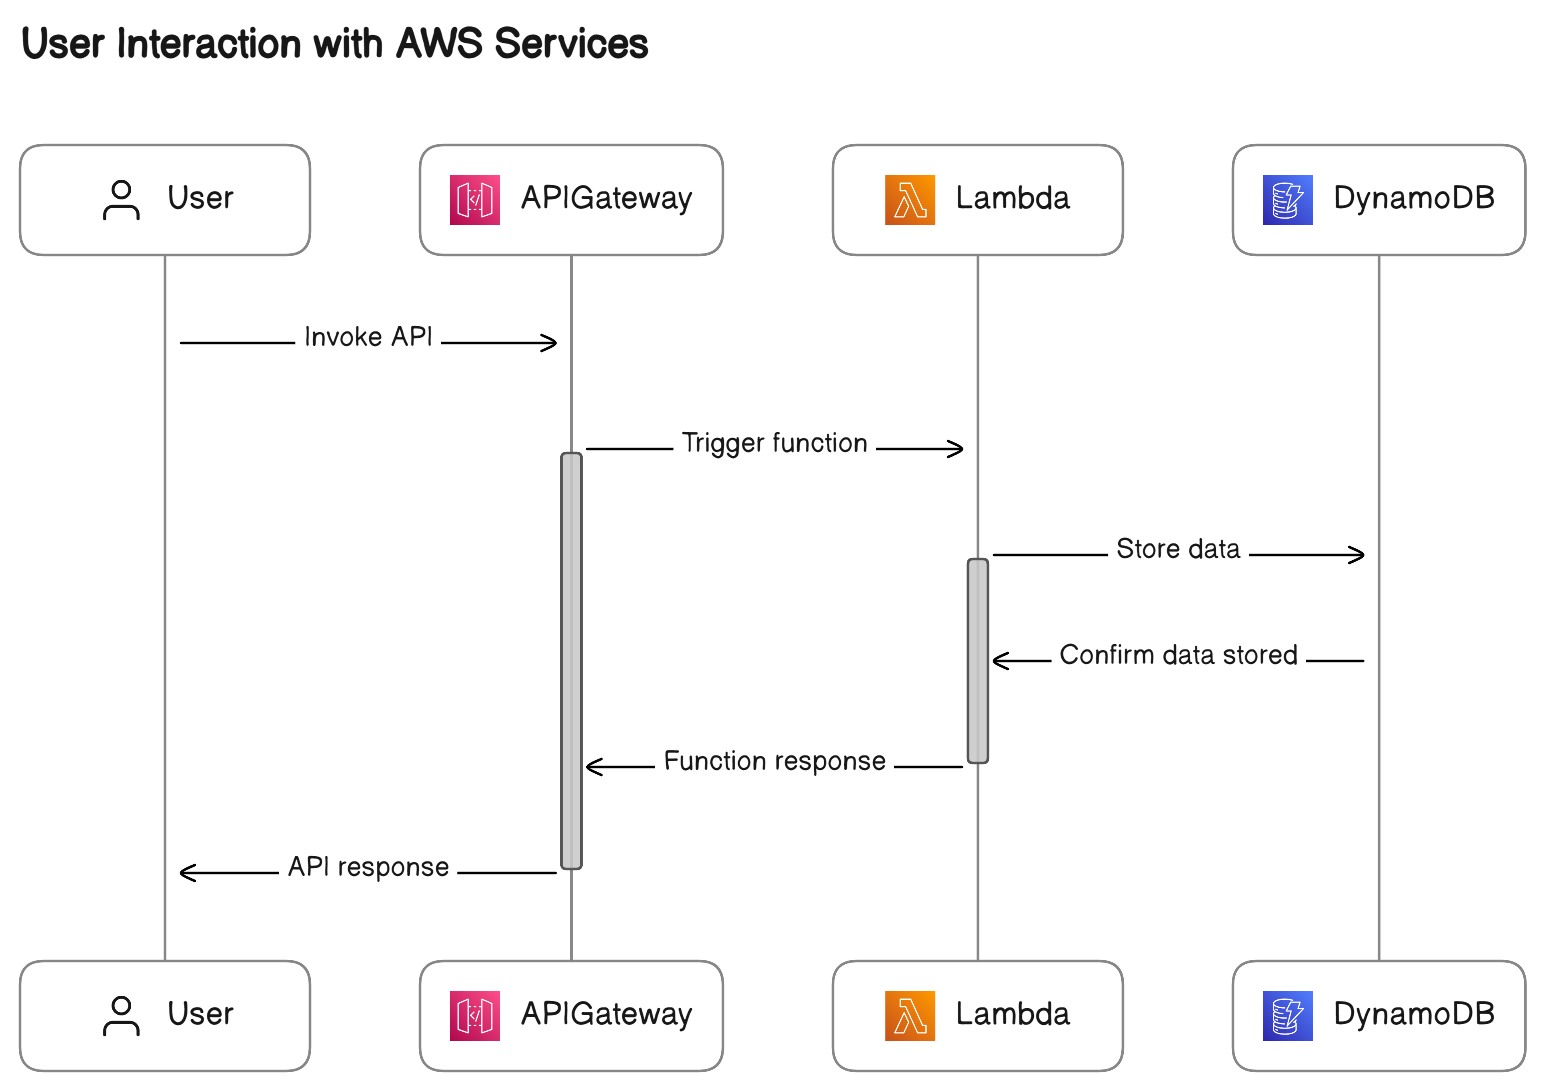 User Interaction with AWS Services
User
APIGateway
Lambda
DynamoDB
Invoke API
Trigger function
Store data
Confirm data stored
Function response
API response
User
APIGateway
Lambda
DynamoDB